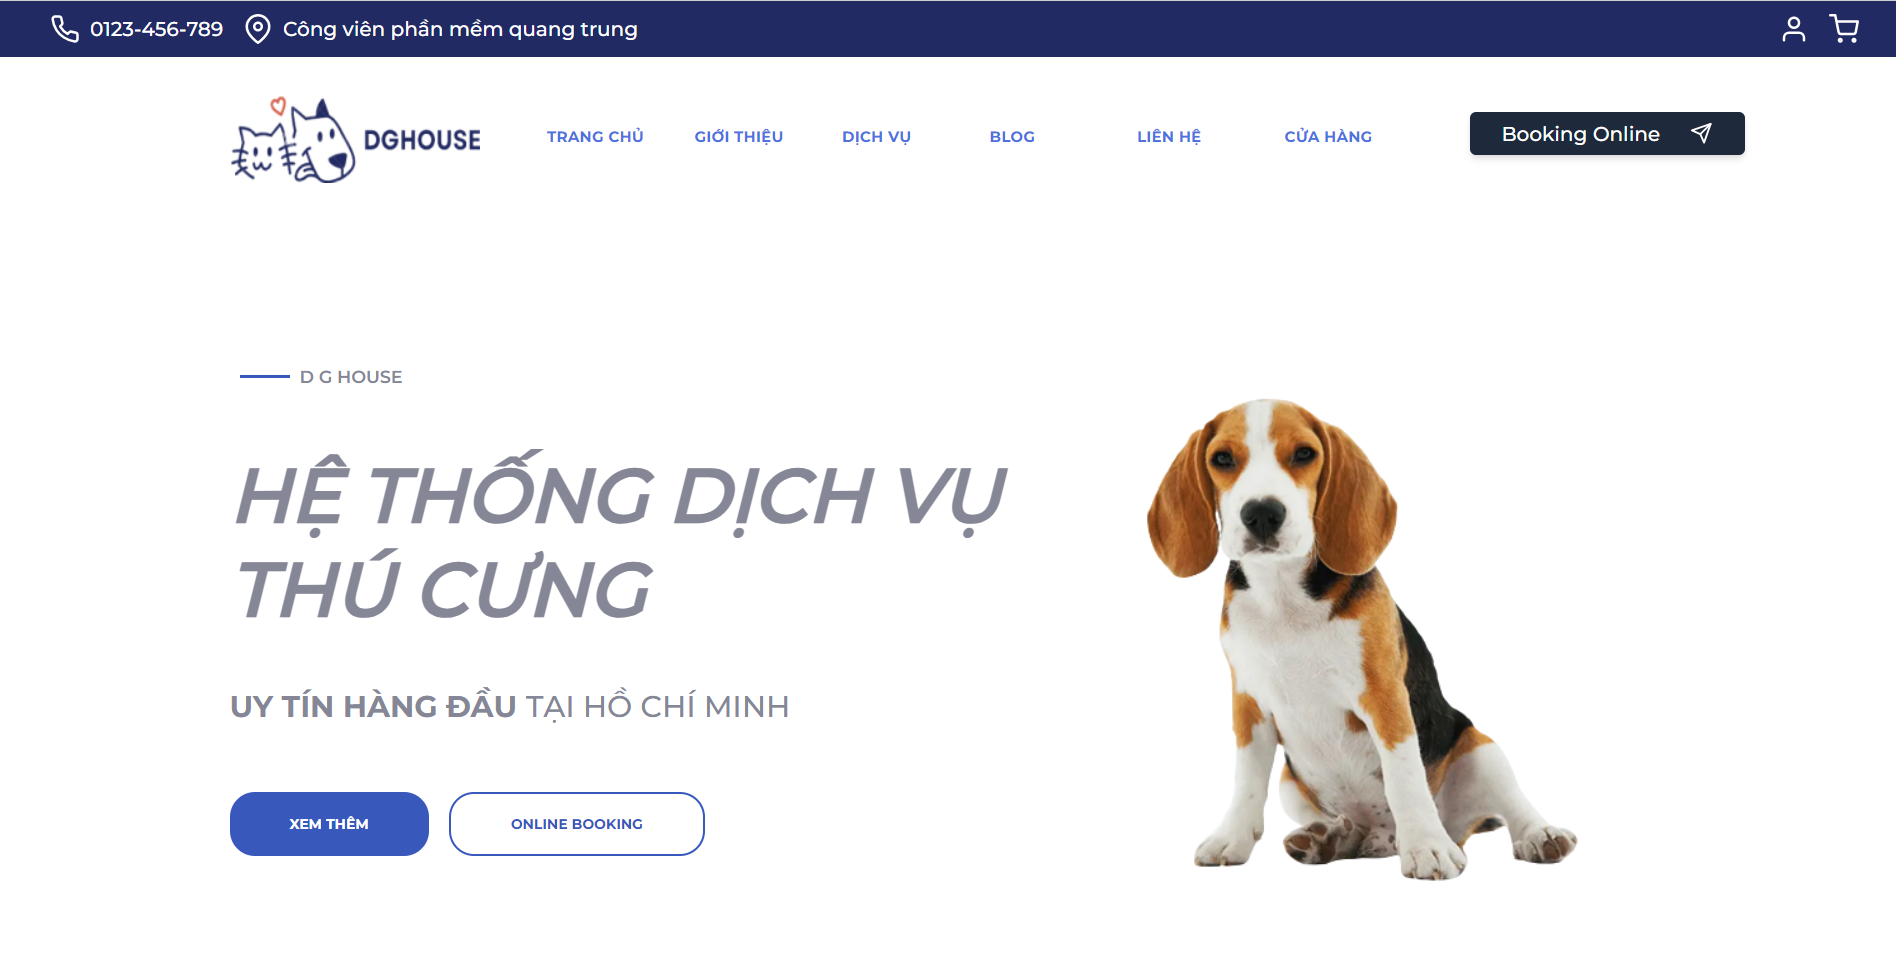 0123-456-789 Công viên phần mềm quang trung
DGHOUSE TRANG CHỦ GIỚI THIỆU DỊCH VỤ BLOG LIÊN HỆ CỬA HÀNG Booking Online
D G HOUSE
HỆ THỐNG DỊCH VỤ
THÚ CƯNG
UY TÍN HÀNG ĐẦU TẠI HỒ CHÍ MINH
XEM THÊM ONLINE BOOKING